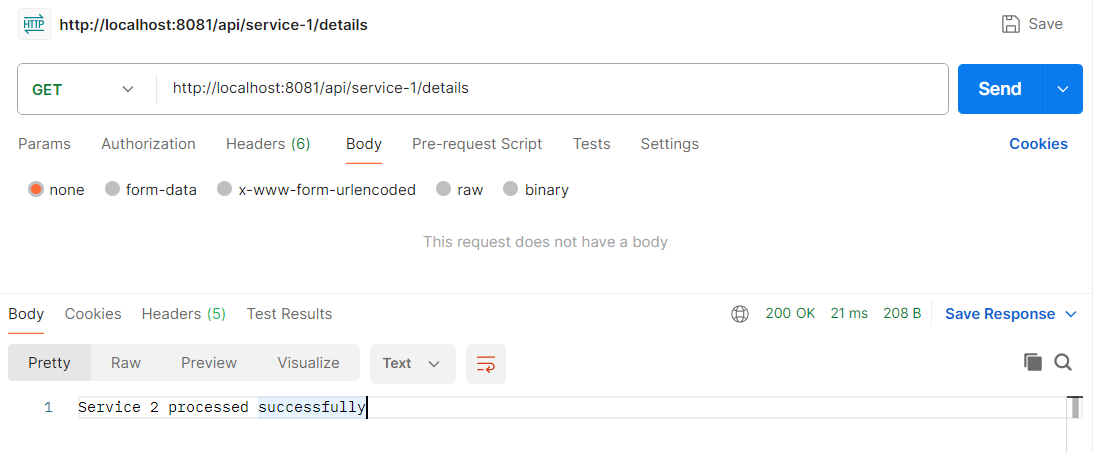 HTTP http://localhost:8081/api/service-1/details Save
GET http://localhost:8081/api/service-1/details Send
Params Authorization Headers (6) Body Pre-request Script Tests Settings Cookies
none form-data x-www-form-urlencoded raw binary
This request does not have a body
Body Cookies Headers (5) Test Results 200 OK 21 ms 208 B Save Response
Pretty Raw Preview Visualize Text
1 Service 2 processed successfully